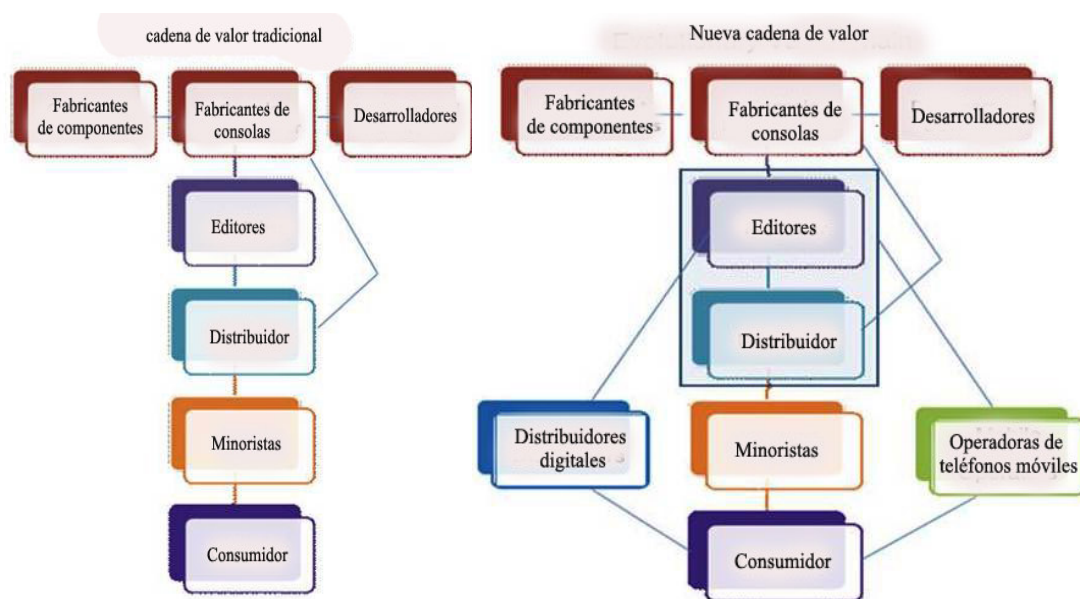 cadena de valor tradicional
Fabricantes
de componentes
Fabricantes de
consolas
Desarrolladores
Editores
Distribuidor
Minoristas
Consumidor
Nueva cadena de valor
Fabricantes
de componentes
Fabricantes de
consolas
Desarrolladores
Editores
Distribuidor
Distribuidores
digitales
Minoristas
Operadoras de
teléfonos móviles
Consumidor